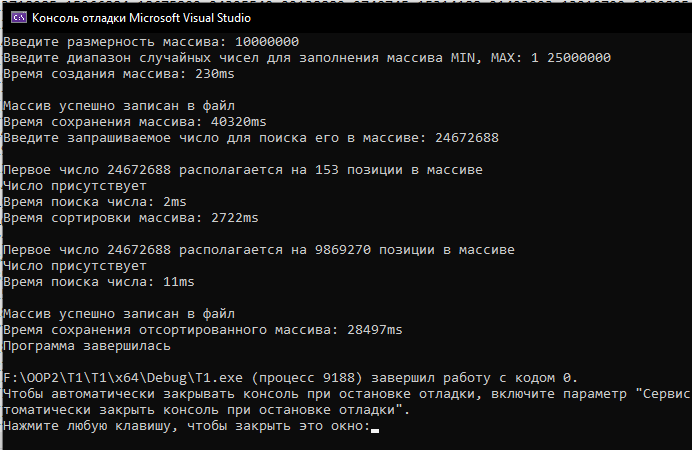 Консоль отладки Microsoft Visual Studio
Введите размерность массива: 10000000
Введите диапазон случайных чисел для заполнения массива MIN, MAX: 1 25000000
Время создания массива: 230ms
Массив успешно записан в файл
Время сохранения массива: 40320ms
Введите запрашиваемое число для поиска его в массиве: 24672688
Первое число 24672688 располагается на 153 позиции в массиве
Число присутствует
Время поиска числа: 2ms
Время сортировки массива: 2722ms
Первое число 24672688 располагается на 9869270 позиции в массиве
Число присутствует
Время поиска числа: 11ms
Массив успешно записан в файл
Время сохранения отсортированного массива: 28497ms
Программа завершилась
F:\OOP2\T1\T1\x64\Debug\T1.exe (процесс 9188) завершил работу с кодом 0.
Чтобы автоматически закрывать консоль при остановке отладки, включите параметр "Сервис
томатически закрыть консоль при остановке отладки".
Нажмите любую клавишу, чтобы закрыть это окно: